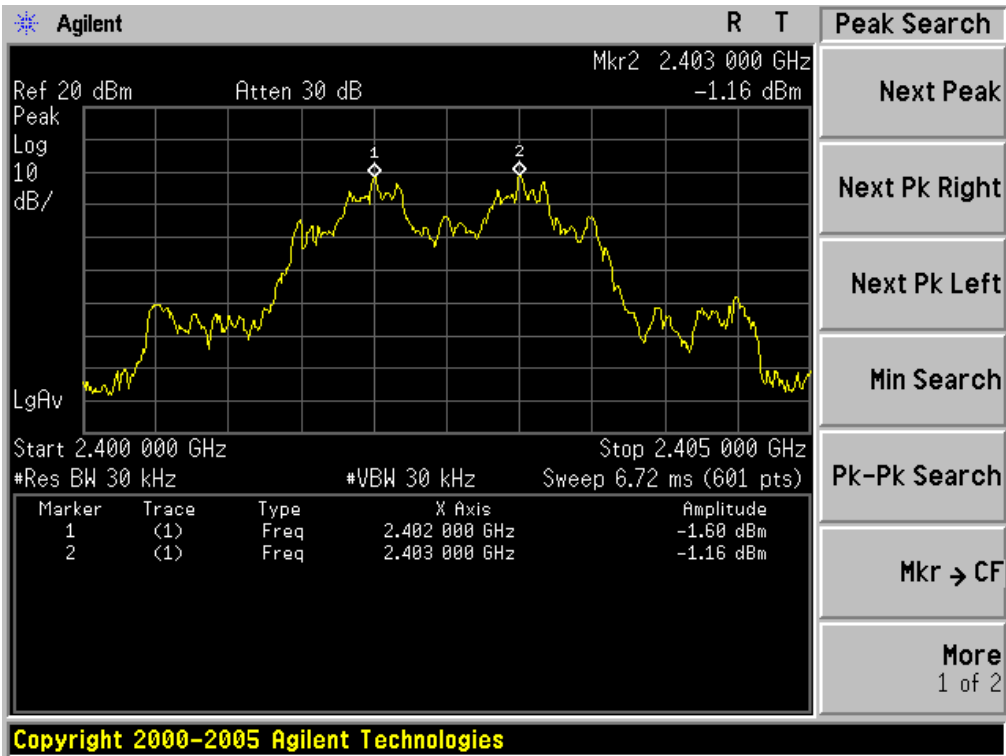 Agilent R T Peak Search
Mkr2 2.403 000 GHz
Ref 20 dBm Atten 30 dB -1.16 dBm
Peak
Log
10
dB/
1 2
LgAv
Start 2.400 000 GHz Stop 2.405 000 GHz
#Res BW 30 kHz #VBW 30 kHz Sweep 6.72 ms (601 pts)
Marker Trace Type X Axis Amplitude
1 (1) Freq 2.402 000 GHz -1.60 dBm
2 (1) Freq 2.403 000 GHz -1.16 dBm
Next Peak
Next Pk Right
Next Pk Left
Min Search
Pk-Pk Search
Mkr → CF
More
1 of 2
Copyright 2000-2005 Agilent Technologies